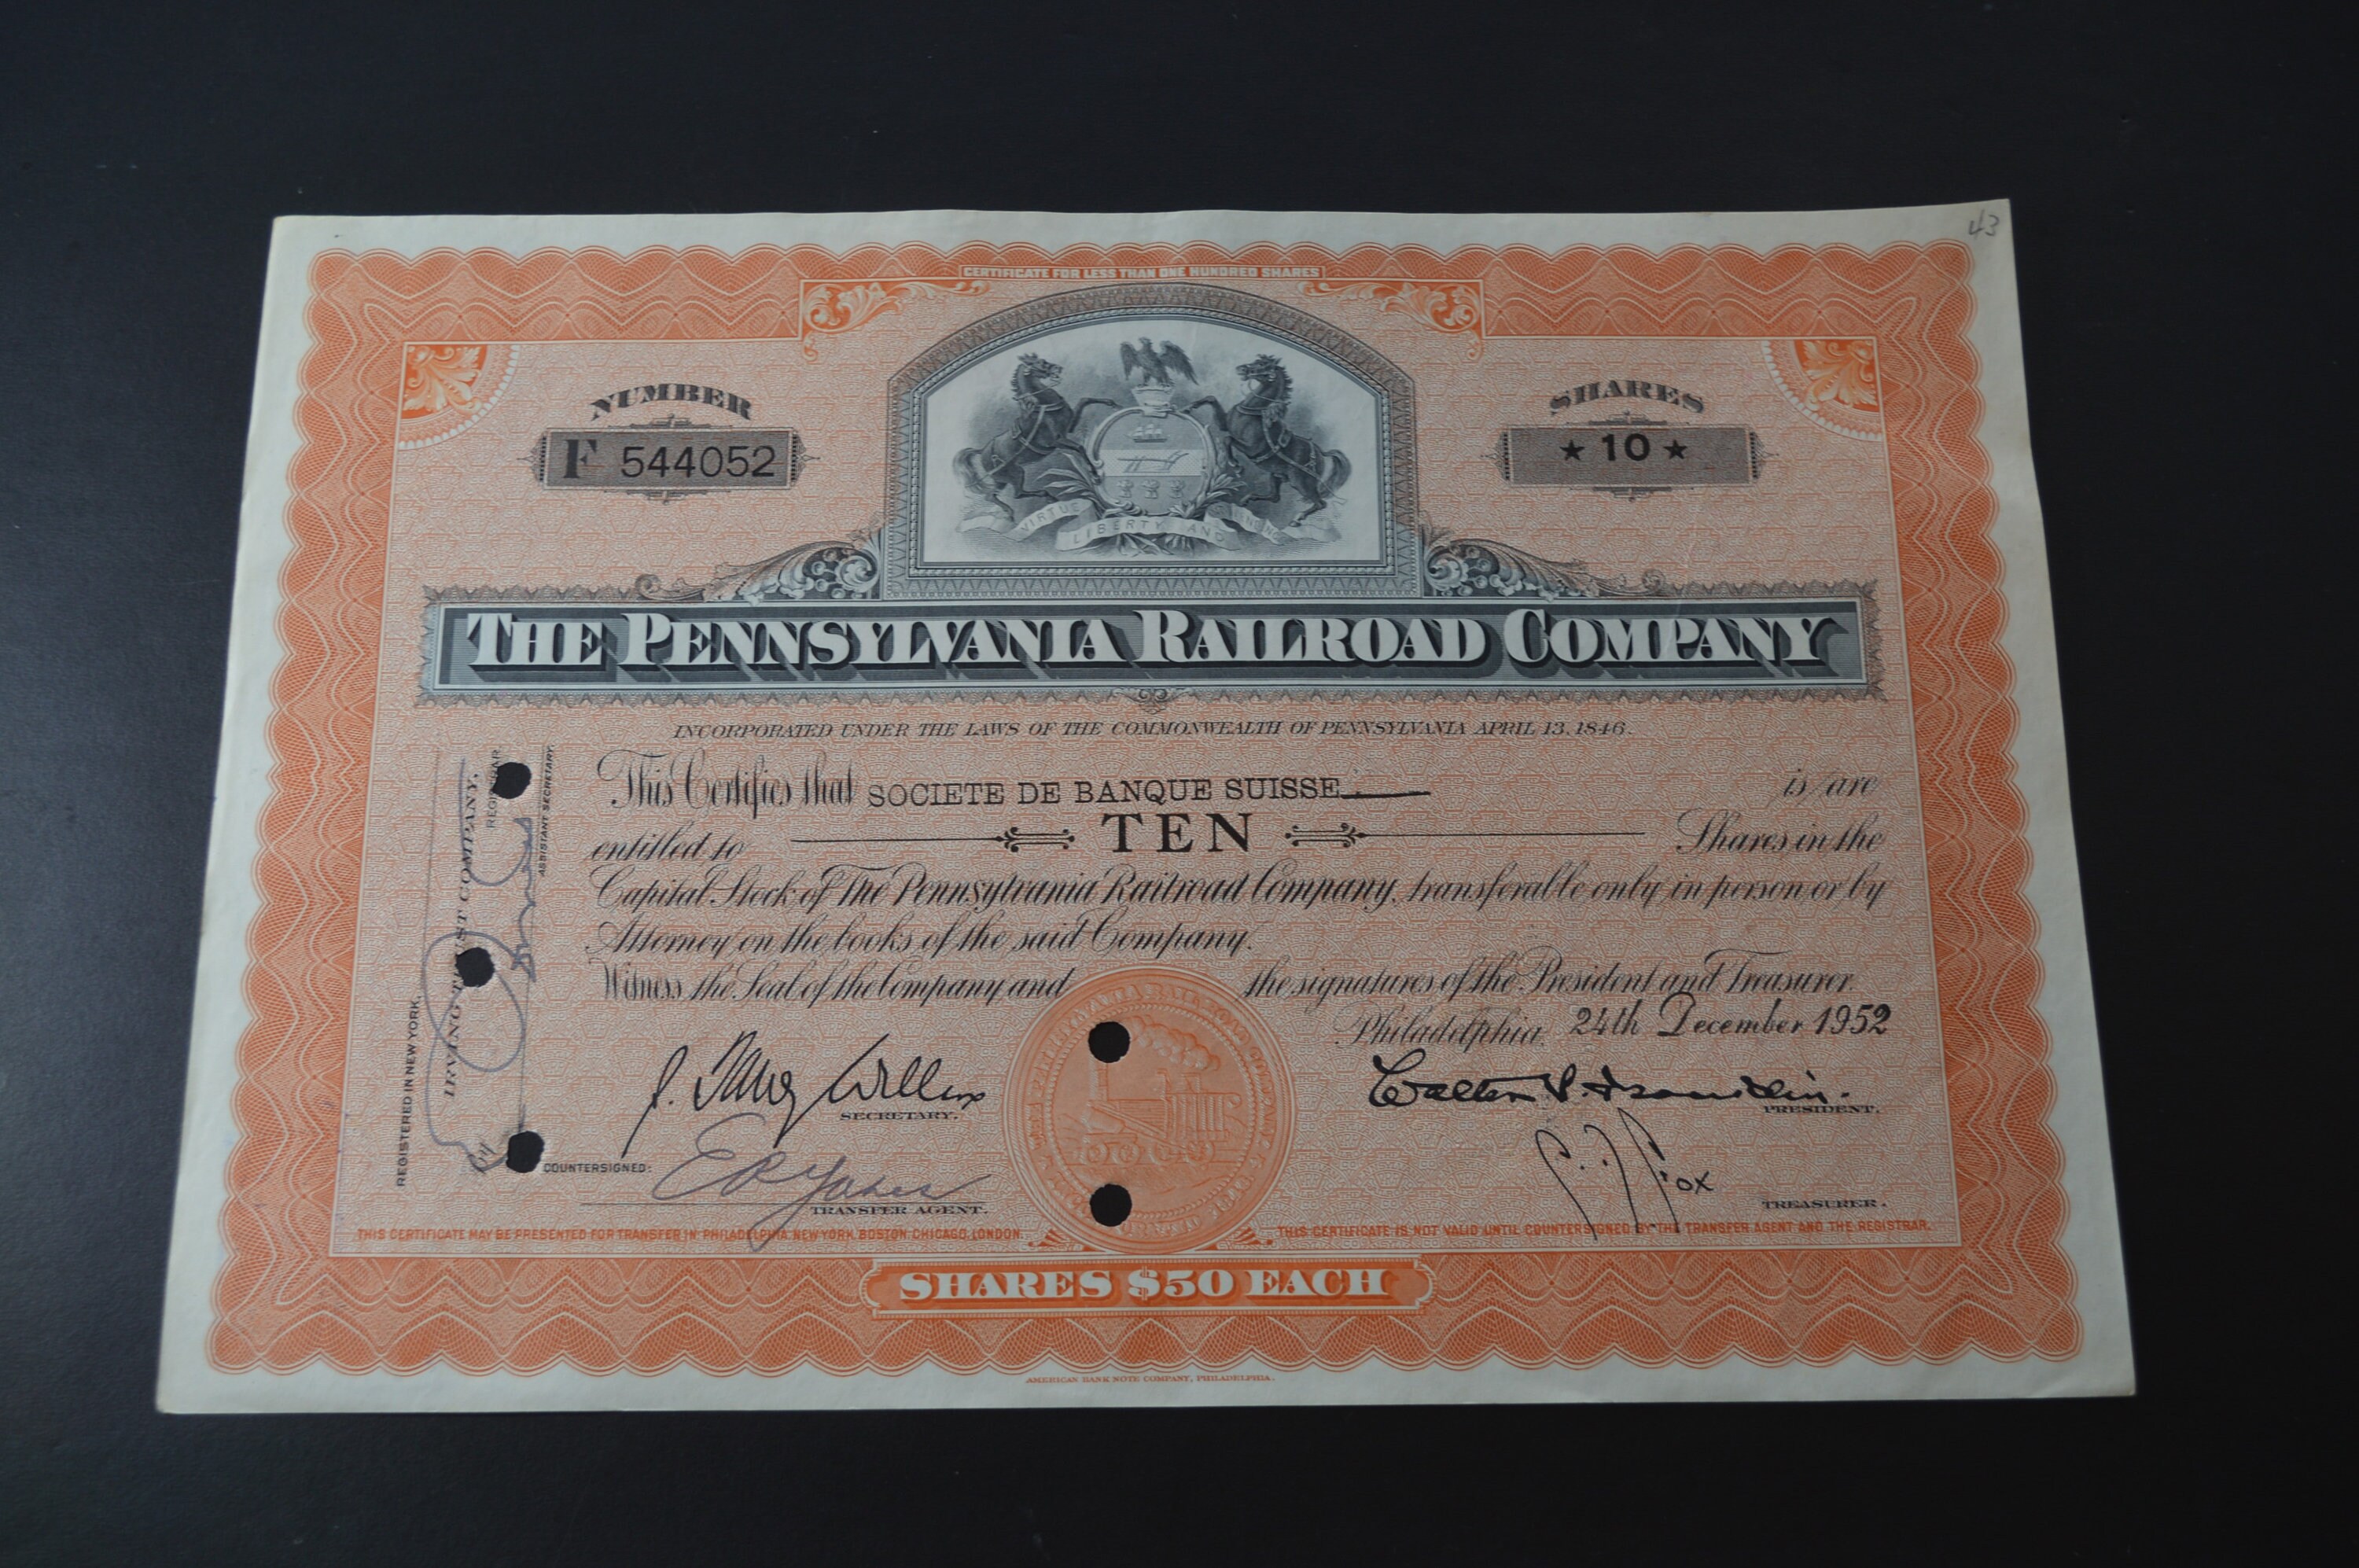 43
CERTIFICATE FOR LESS THAN ONE HUNDRED SHARES
NUMBER
F 544052
SHARES
★ 10 ★
VIRTUE LIBERTY AND
THE PENNSYLVANIA RAILROAD COMPANY
INCORPORATED UNDER THE LAWS OF THE COMMONWEALTH OF PENNSYLVANIA APRIL 13, 1846.
This Certifies that SOCIETE DE BANQUE SUISSE is/are
entitled to TEN Shares in the
Capital Stock of The Pennsylvania Railroad Company, transferable only in person or by
Attorney on the books of the said Company.
Witness the Seal of the Company and the signatures of the President and Treasurer.
Philadelphia, 24th December 1952
SECRETARY.
Walter S. Franklin.
PRESIDENT.
COUNTERSIGNED:
TRANSFER AGENT.
Fox
TREASURER.
REGISTERED IN NEW YORK.
IRVING TRUST COMPANY,
REGISTRAR
By
ASSISTANT SECRETARY.
THIS CERTIFICATE MAY BE PRESENTED FOR TRANSFER IN PHILADELPHIA, NEW YORK, BOSTON, CHICAGO, LONDON.
THIS CERTIFICATE IS NOT VALID UNTIL COUNTERSIGNED BY THE TRANSFER AGENT AND THE REGISTRAR.
SHARES $50 EACH
AMERICAN BANK NOTE COMPANY, PHILADELPHIA.